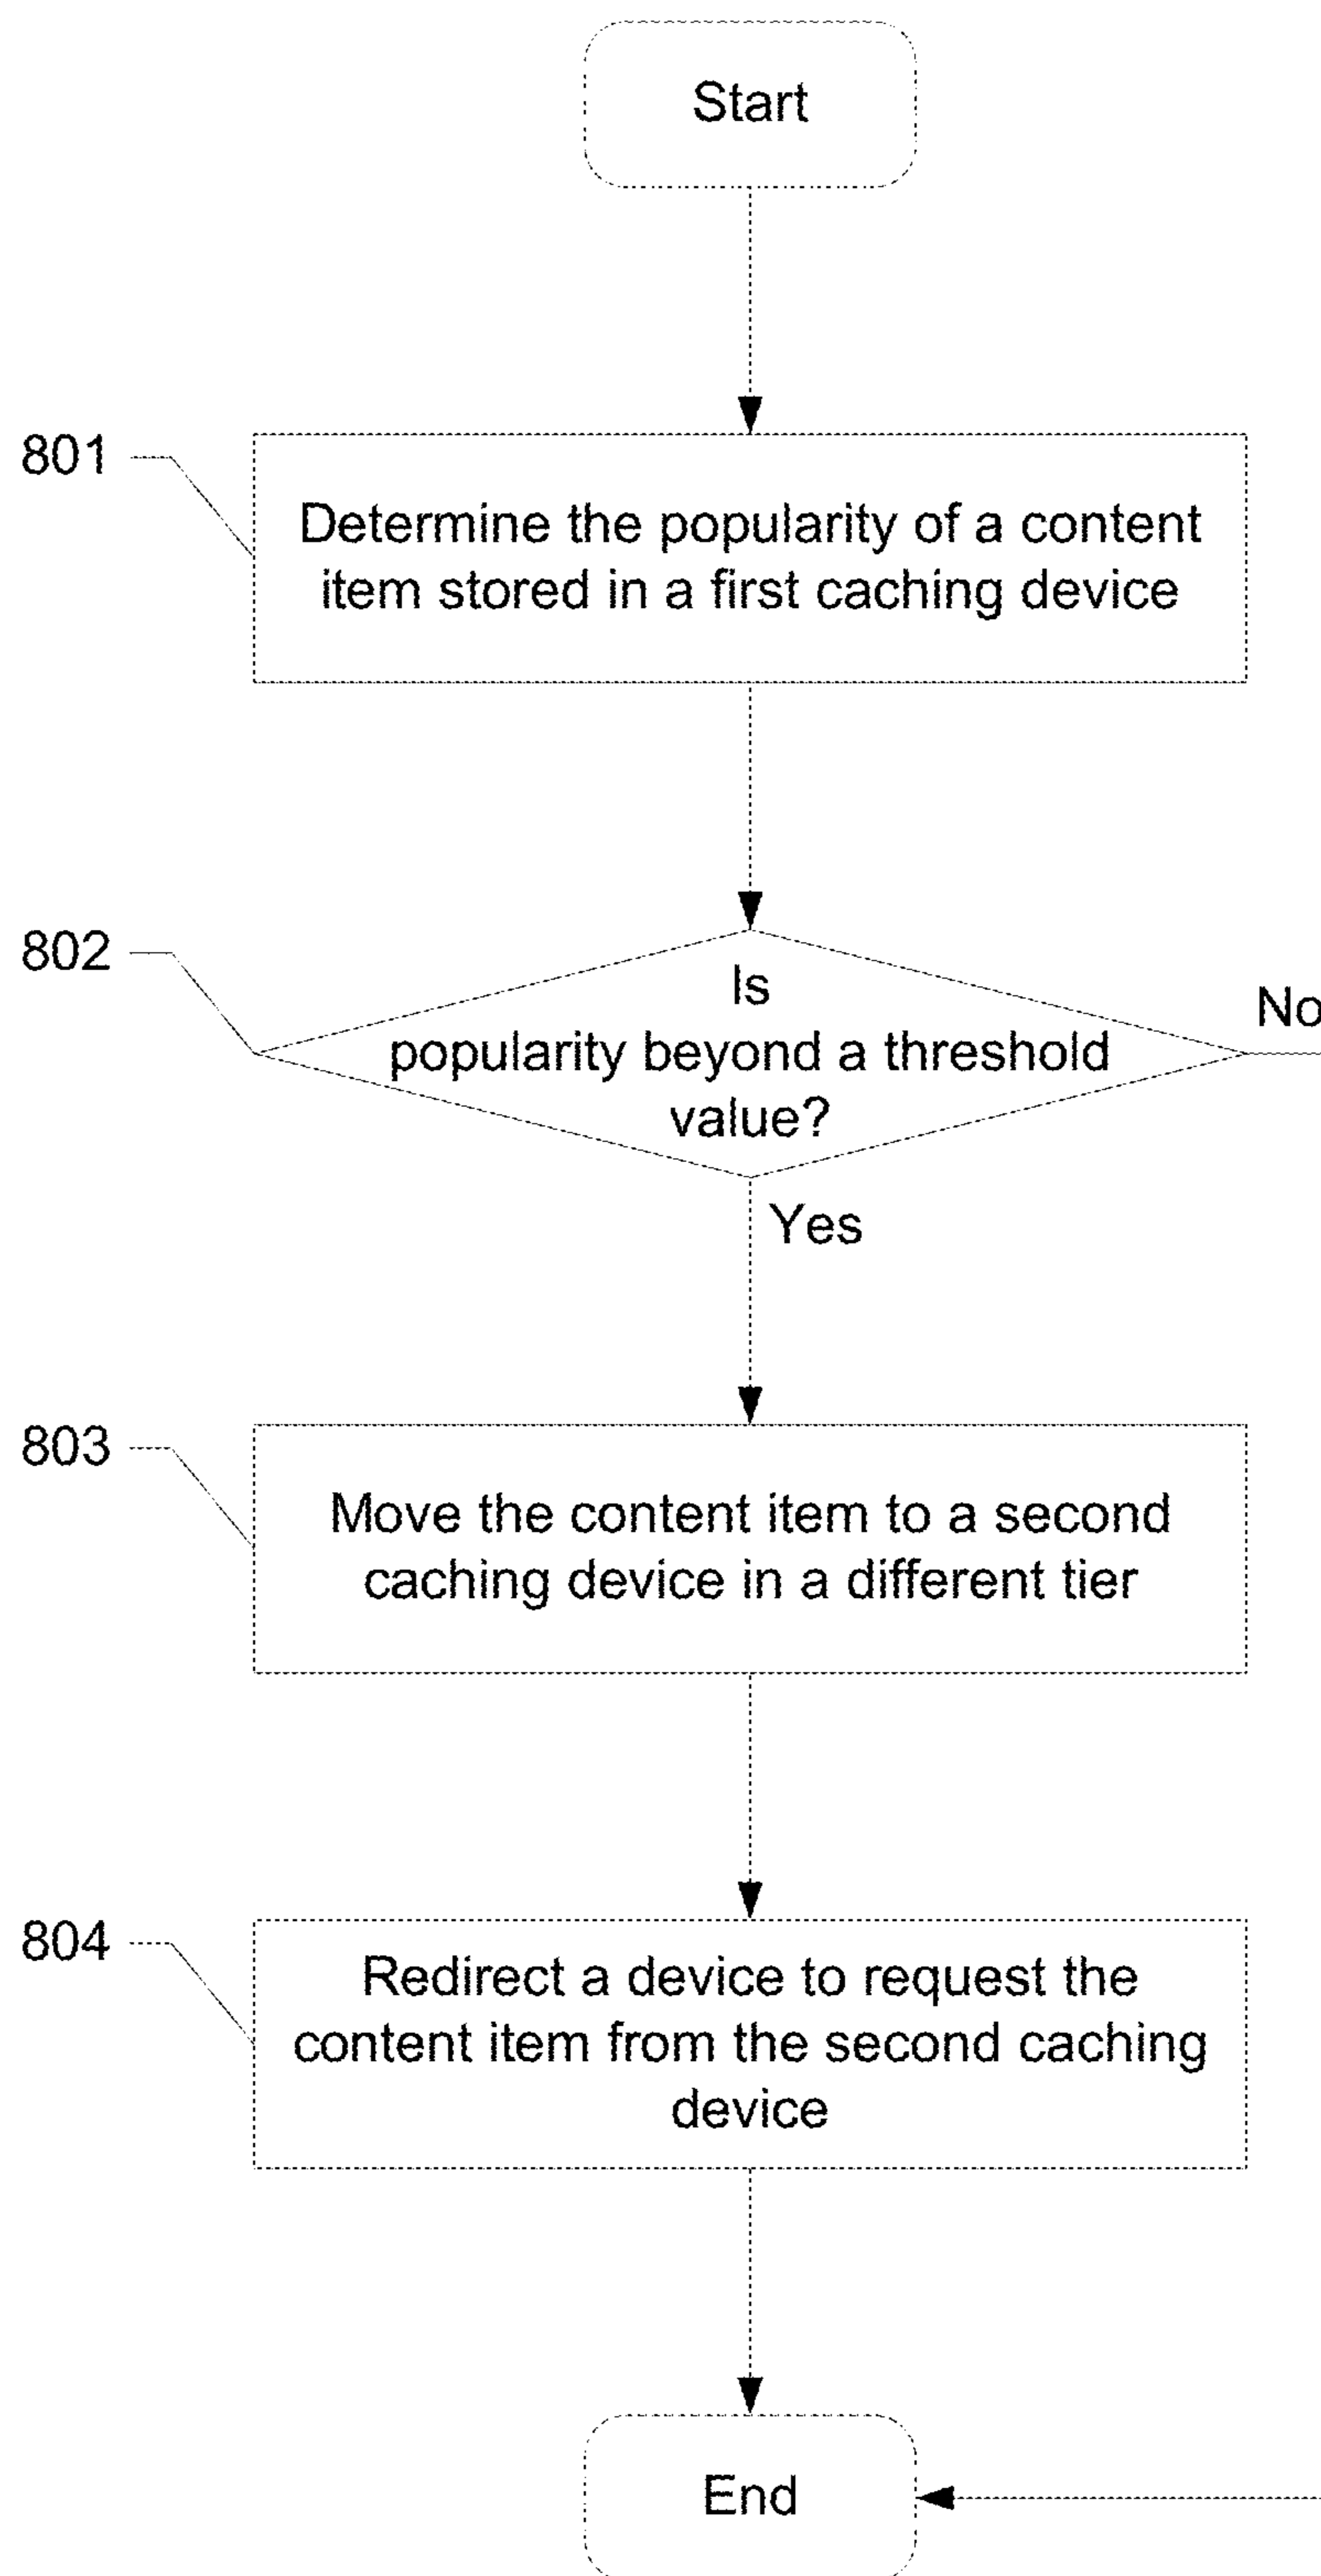 Start
801
Determine the popularity of a content
item stored in a first caching device
802
Is
popularity beyond a threshold
value?
No
Yes
803
Move the content item to a second
caching device in a different tier
804
Redirect a device to request the
content item from the second caching
device
End